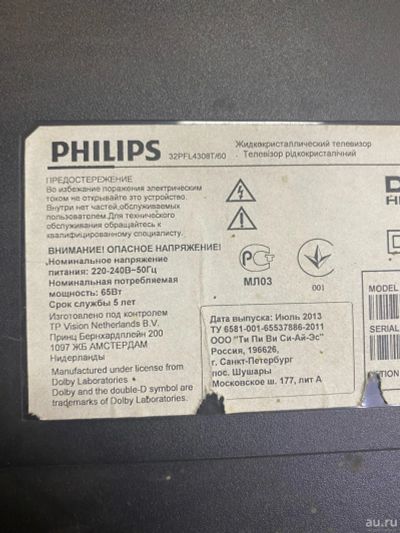 PHILIPS 32PFL4308T/60
Жидкокристаллический телевизор
Телевізор рідкокристалічний
ПРЕДОСТЕРЕЖЕНИЕ
Во избежание поражения электрическим
током не открывайте это устройство.
Внутри нет частей,обслуживаемых
пользователем.Для технического
обслуживания обращайтесь к
квалифицированному специалисту.
ВНИМАНИЕ! ОПАСНОЕ НАПРЯЖЕНИЕ!
Номинальное напряжение
питания: 220-240В~50Гц
Номинальная потребляемая
мощность: 65Вт
Срок службы 5 лет
Изготовлено под контролем
TP Vision Netherlands B.V.
Принц Бернхардплейн 200
1097 ЖБ АМСТЕРДАМ
Нидерланды
Manufactured under license from
Dolby Laboratories.
Dolby and the double-D symbol are
trademarks of Dolby Laboratories.
МЛ03
001
Дата выпуска: Июль 2013
ТУ 6581-001-65537886-2011
ООО "Ти Пи Ви Си-Ай-Эс"
Россия, 196626,
г. Санкт-Петербург
пос. Шушары
Московское ш. 177, лит А
D
HI
MODEL
SERIAL
au.ru